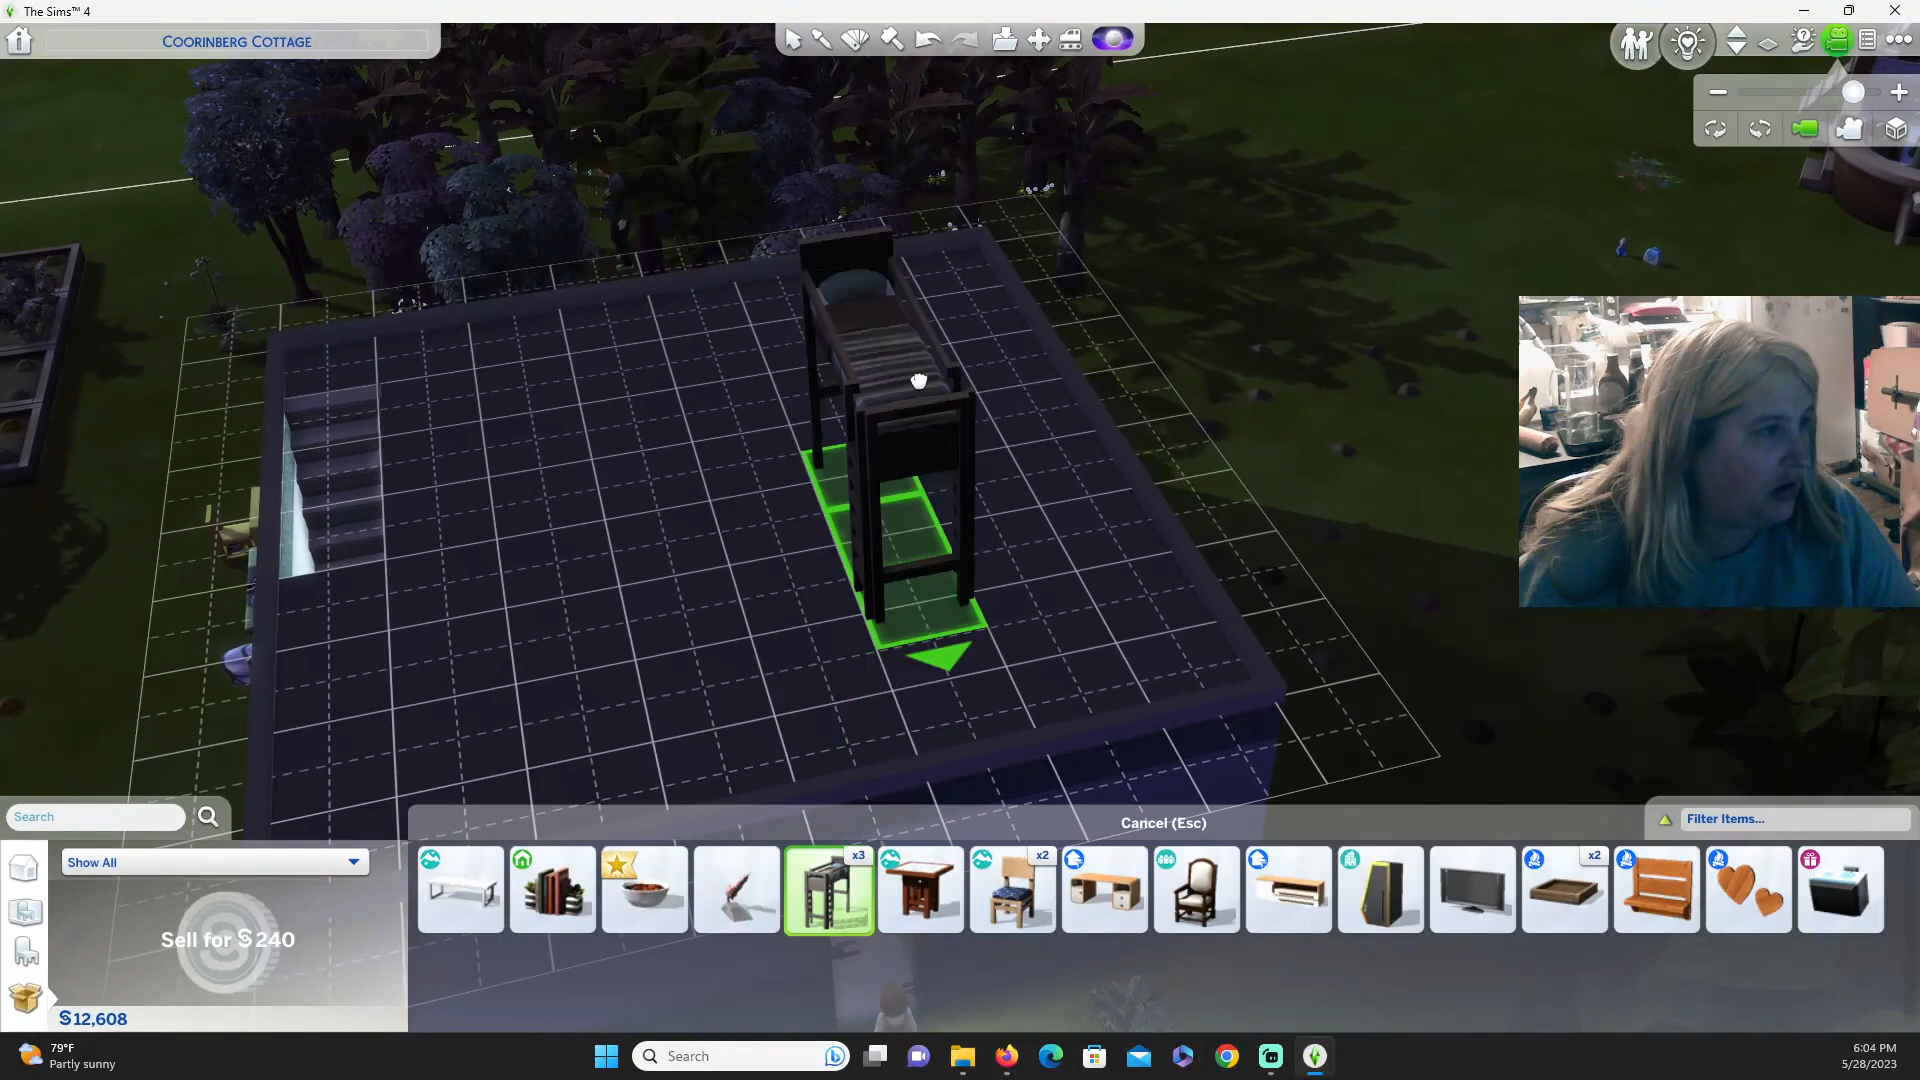 The Sims™ 4
Coorinberg Cottage
Search
Cancel (Esc)
Filter Items...
Show All
x3
x2
x2
Sell for §240
§12,608
79°F
Partly sunny
Search
6:04 PM
5/28/2023